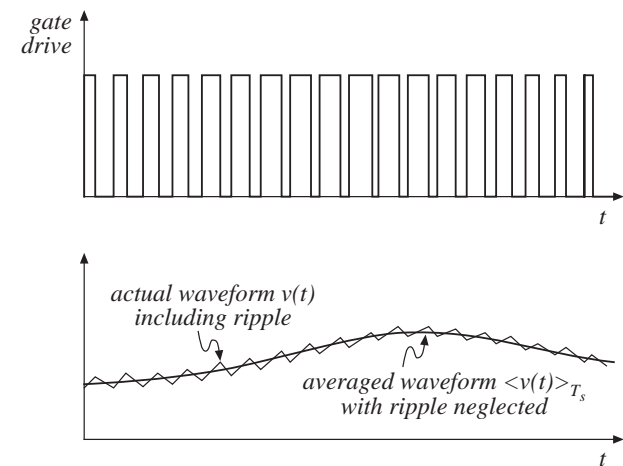 gate
drive
t
actual waveform v(t)
including ripple
averaged waveform <v(t)>Ts
with ripple neglected
t